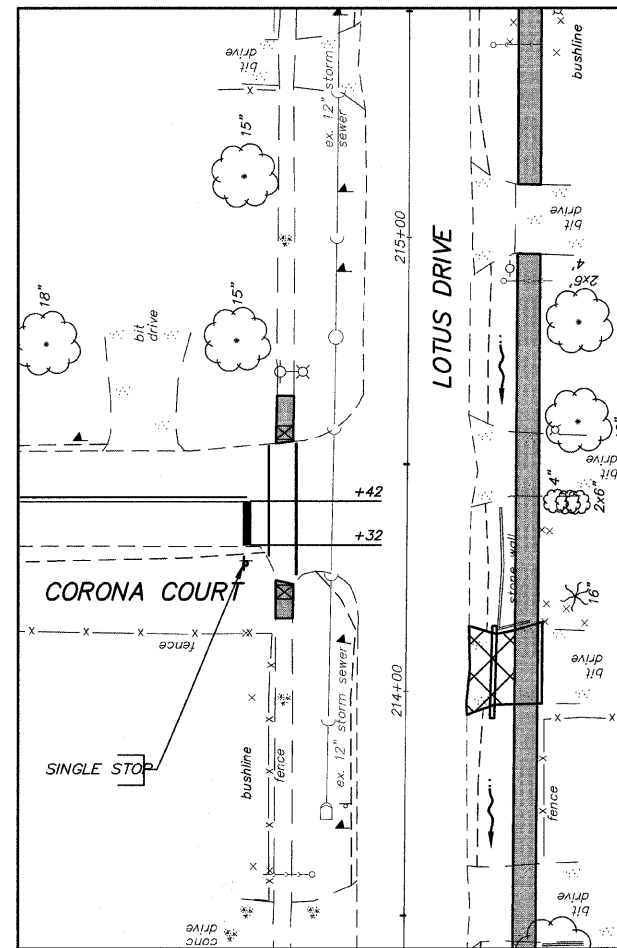 bit
drive
bit
drive
bushline
ex. 12" storm
sewer
15"
bit
drive
215+00
LOTUS DRIVE
4'
2x6'
18"
15"
bit
drive
bit
drive
4"
2x6"
+42
+32
stone wall
16"
CORONA COURT
fence
bit
drive
214+00
ex. 12" storm sewer
SINGLE STOP
bushline
fence
fence
bit
drive
conc
drive